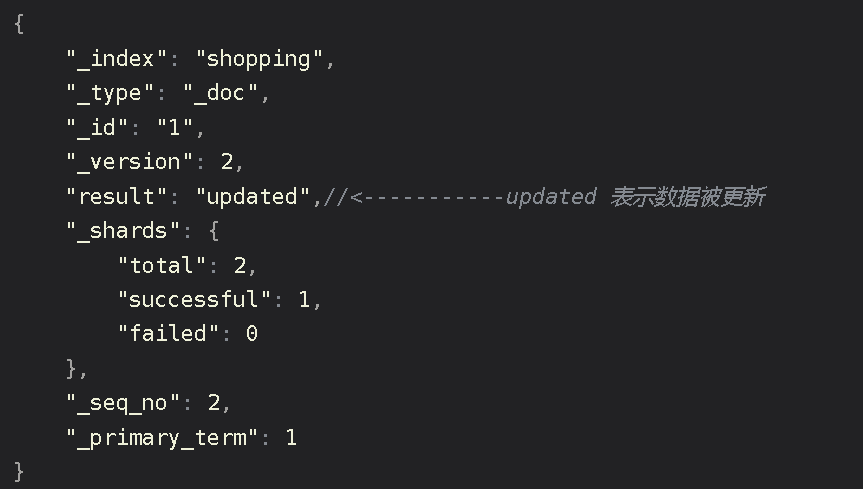 {
    "_index": "shopping",
    "_type": "_doc",
    "_id": "1",
    "_version": 2,
    "result": "updated",//<-----------updated 表示数据被更新
    "_shards": {
        "total": 2,
        "successful": 1,
        "failed": 0
    },
    "_seq_no": 2,
    "_primary_term": 1
}